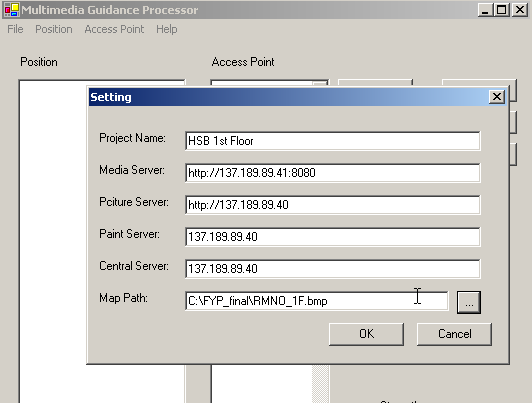 Multimedia Guidance Processor
File Position Access Point Help
Position Access Point
Setting
Project Name: HSB 1st Floor
Media Server: http://137.189.89.41:8080
Pciture Server: http://137.189.89.40
Paint Server: 137.189.89.40
Central Server: 137.189.89.40
Map Path: C:\FYP_final\RMNO_1F.bmp ...
OK Cancel